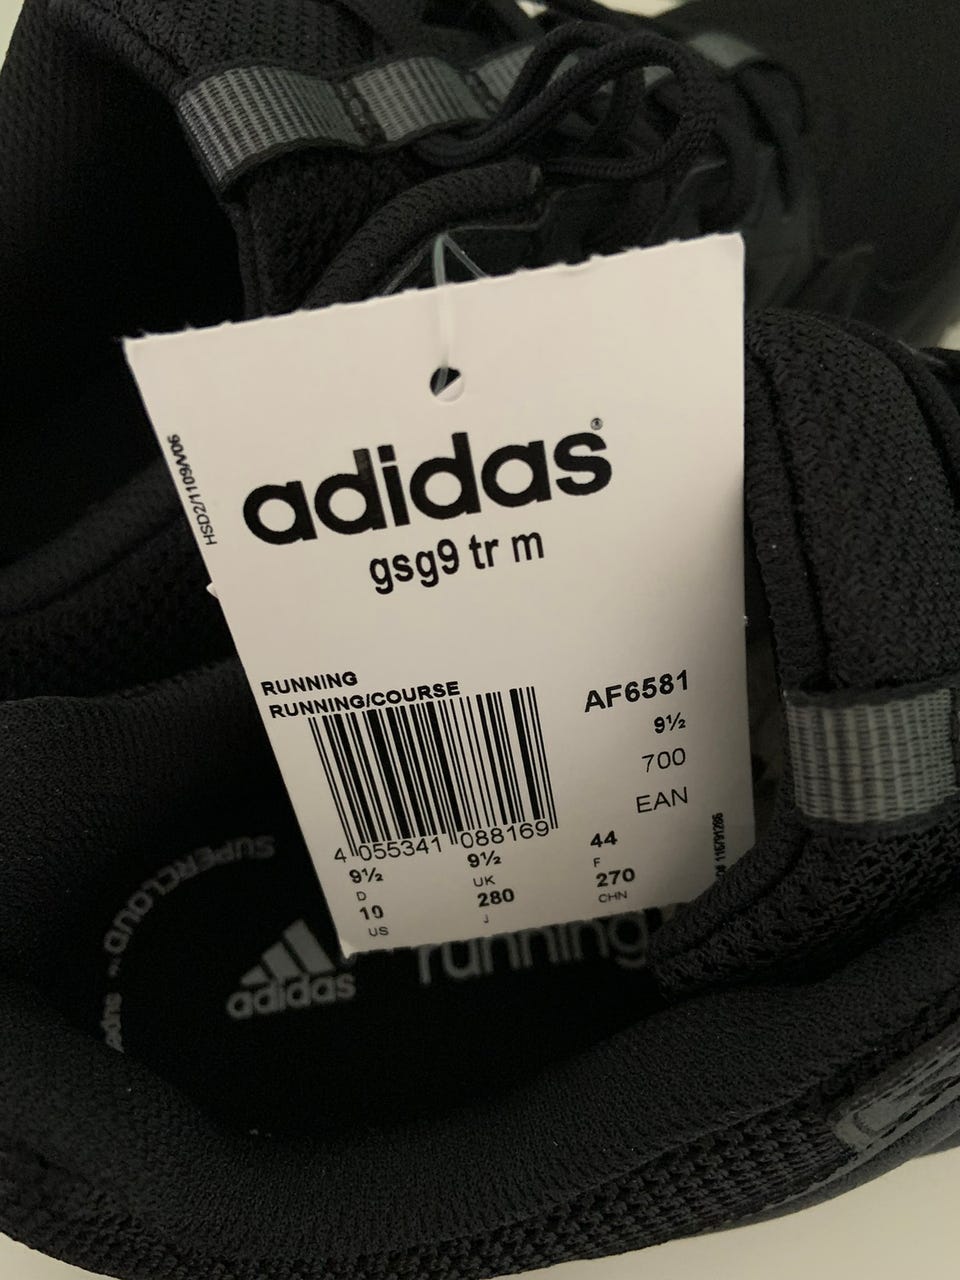 adidas®
gsg9 tr m
HSD2/1109/V06
RUNNING
RUNNING/COURSE
AF6581
9½
700
EAN
4 055341 088169
9½ 9½ 44
D UK F
10 280 270
US J CHN
SUPERCLOUD™
adidas
running